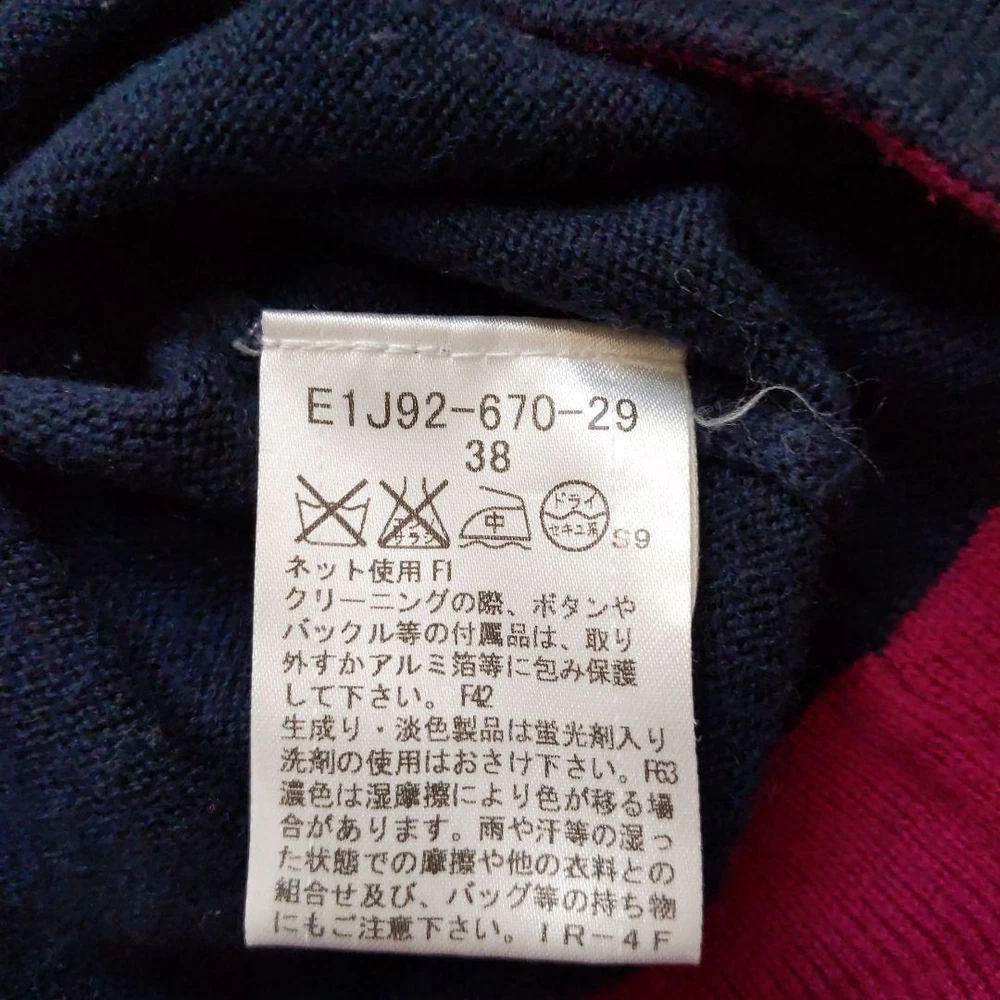 E1J92-670-29
38
中 ドライ セキユ系 S9
ネット使用 F1
クリーニングの際、ボタンや
バックル等の付属品は、取り
外すかアルミ箔等に包み保護
して下さい。 F42
生成り・淡色製品は蛍光剤入り
洗剤の使用はおさけ下さい。F63
濃色は湿摩擦により色が移る場
合があります。雨や汗等の湿っ
た状態での摩擦や他の衣料との
組合せ及び、バッグ等の持ち物
にもご注意下さい。IR-4F